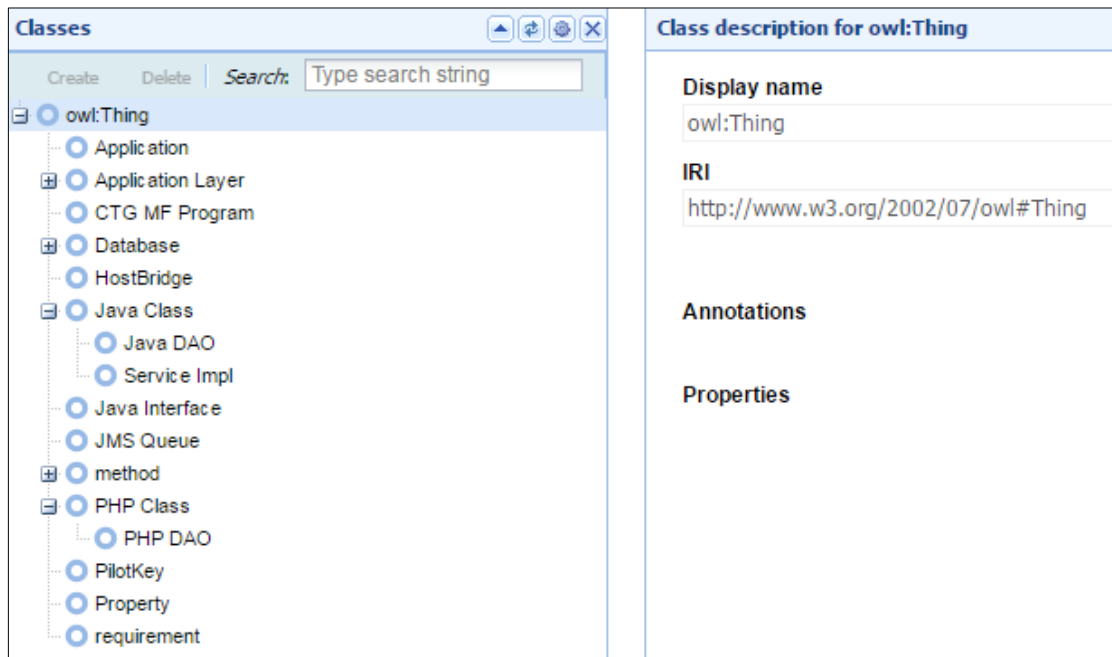 Classes
Create Delete Search: Type search string
owl:Thing
Application
Application Layer
CTG MF Program
Database
HostBridge
Java Class
Java DAO
Service Impl
Java Interface
JMS Queue
method
PHP Class
PHP DAO
PilotKey
Property
requirement
Class description for owl:Thing
Display name
owl:Thing
IRI
http://www.w3.org/2002/07/owl#Thing
Annotations
Properties